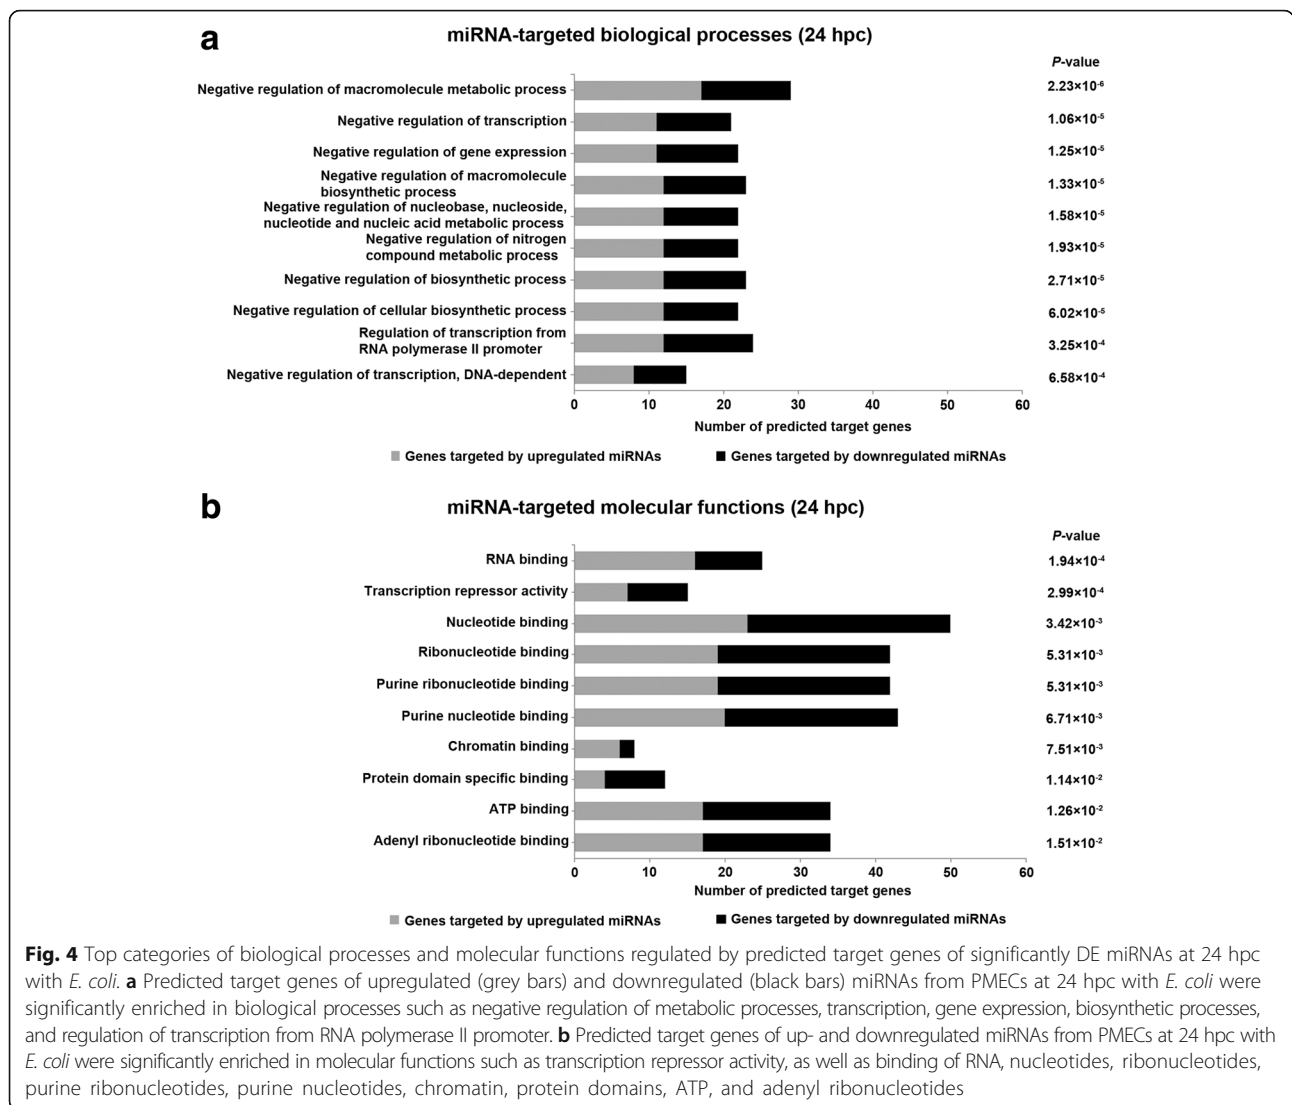 a
miRNA-targeted biological processes (24 hpc)
P-value
Negative regulation of macromolecule metabolic process 2.23×10⁻⁶
Negative regulation of transcription 1.06×10⁻⁵
Negative regulation of gene expression 1.25×10⁻⁵
Negative regulation of macromolecule
biosynthetic process 1.33×10⁻⁵
Negative regulation of nucleobase, nucleoside,
nucleotide and nucleic acid metabolic process 1.58×10⁻⁵
Negative regulation of nitrogen
compound metabolic process 1.93×10⁻⁵
Negative regulation of biosynthetic process 2.71×10⁻⁵
Negative regulation of cellular biosynthetic process 6.02×10⁻⁵
Regulation of transcription from
RNA polymerase II promoter 3.25×10⁻⁴
Negative regulation of transcription, DNA-dependent 6.58×10⁻⁴
0 10 20 30 40 50 60
Number of predicted target genes
Genes targeted by upregulated miRNAs Genes targeted by downregulated miRNAs
b
miRNA-targeted molecular functions (24 hpc)
P-value
RNA binding 1.94×10⁻⁴
Transcription repressor activity 2.99×10⁻⁴
Nucleotide binding 3.42×10⁻³
Ribonucleotide binding 5.31×10⁻³
Purine ribonucleotide binding 5.31×10⁻³
Purine nucleotide binding 6.71×10⁻³
Chromatin binding 7.51×10⁻³
Protein domain specific binding 1.14×10⁻²
ATP binding 1.26×10⁻²
Adenyl ribonucleotide binding 1.51×10⁻²
0 10 20 30 40 50 60
Number of predicted target genes
Genes targeted by upregulated miRNAs Genes targeted by downregulated miRNAs
Fig. 4 Top categories of biological processes and molecular functions regulated by predicted target genes of significantly DE miRNAs at 24 hpc
with E. coli. a Predicted target genes of upregulated (grey bars) and downregulated (black bars) miRNAs from PMECs at 24 hpc with E. coli were
significantly enriched in biological processes such as negative regulation of metabolic processes, transcription, gene expression, biosynthetic processes,
and regulation of transcription from RNA polymerase II promoter. b Predicted target genes of up- and downregulated miRNAs from PMECs at 24 hpc with
E. coli were significantly enriched in molecular functions such as transcription repressor activity, as well as binding of RNA, nucleotides, ribonucleotides,
purine ribonucleotides, purine nucleotides, chromatin, protein domains, ATP, and adenyl ribonucleotides